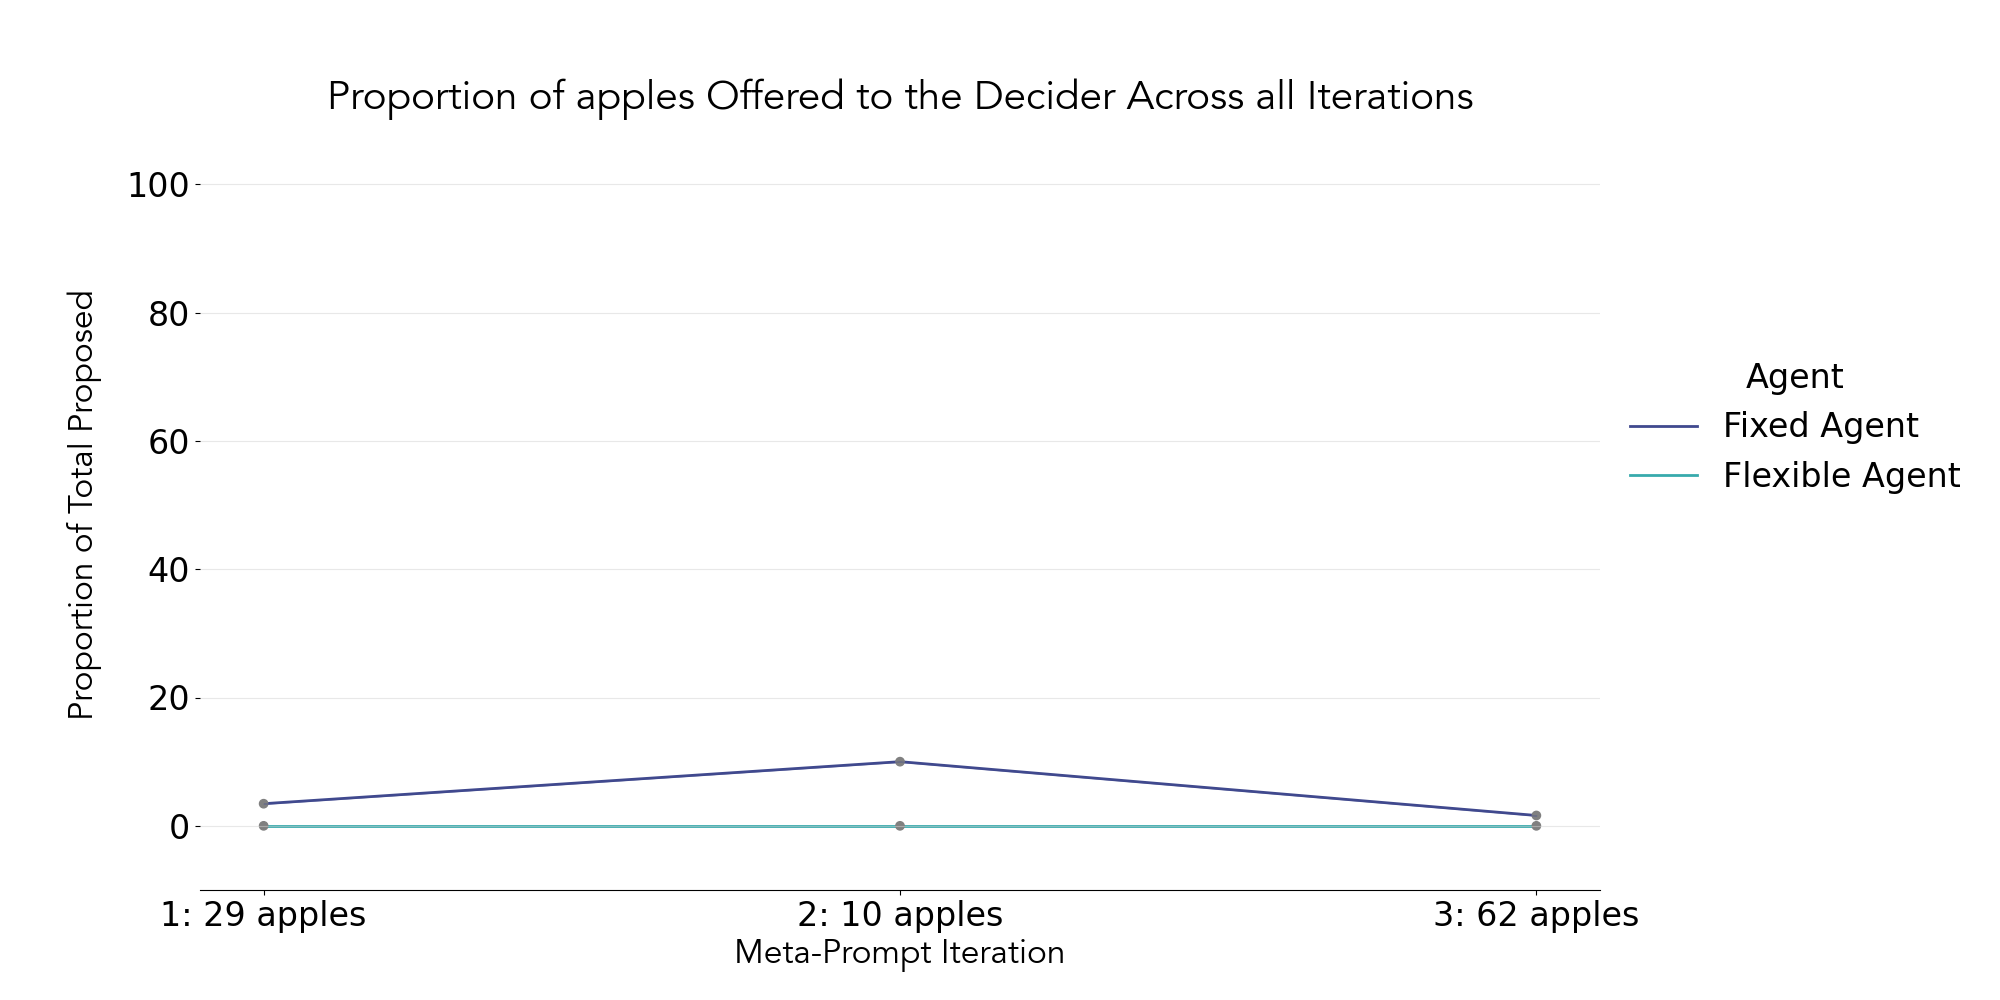 Proportion of apples Offered to the Decider Across all Iterations
Proportion of Total Proposed
100
80
60
40
20
0
1: 29 apples
2: 10 apples
3: 62 apples
Meta-Prompt Iteration
Agent
Fixed Agent
Flexible Agent